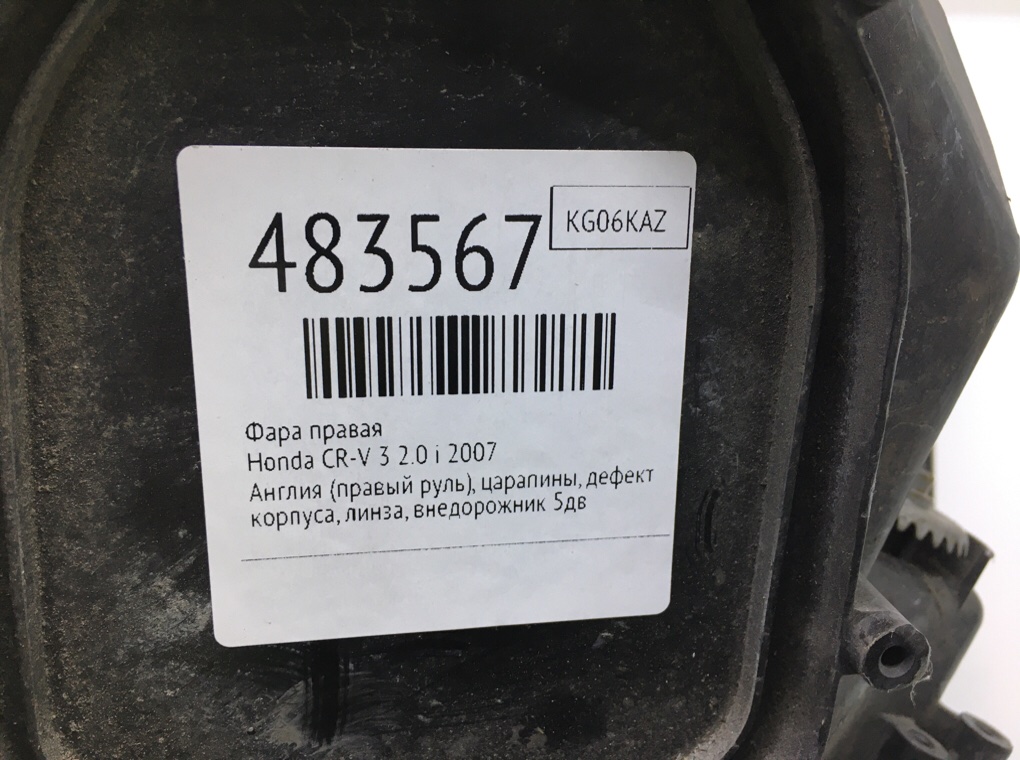 483567
KG06KAZ
Фара правая
Honda CR-V 3 2.0 i 2007
Англия (правый руль), царапины, дефект
корпуса, линза, внедорожник 5дв